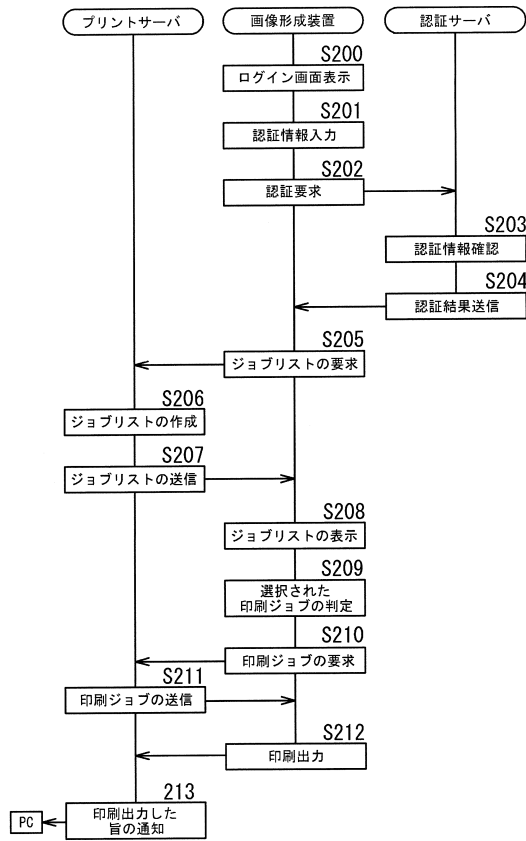 プリントサーバ
画像形成装置
認証サーバ
S200
ログイン画面表示
S201
認証情報入力
S202
認証要求
S203
認証情報確認
S204
認証結果送信
S205
ジョブリストの要求
S206
ジョブリストの作成
S207
ジョブリストの送信
S208
ジョブリストの表示
S209
選択された
印刷ジョブの判定
S210
印刷ジョブの要求
S211
印刷ジョブの送信
S212
印刷出力
213
印刷出力した
旨の通知
PC